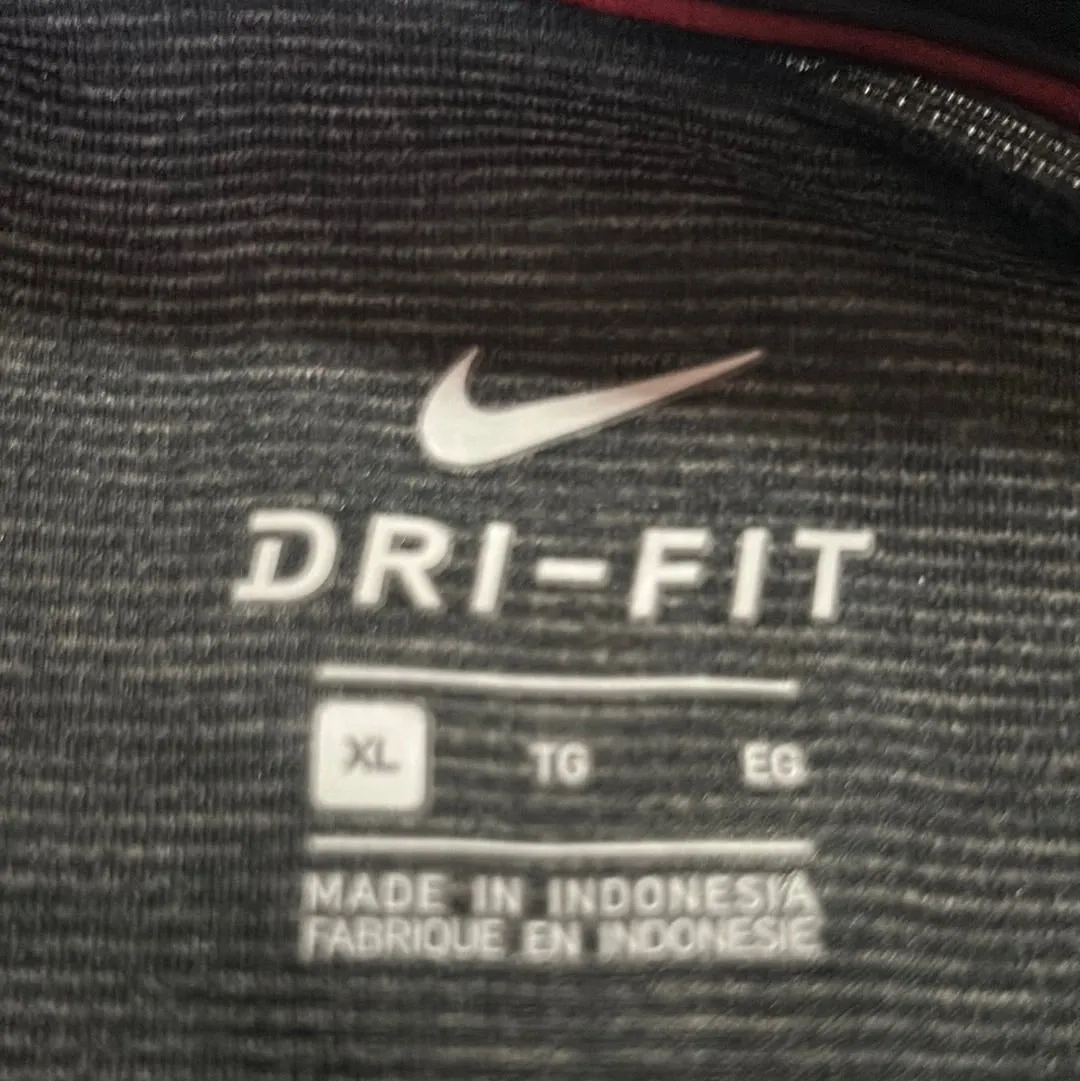 DRI-FIT
XL TG EG
MADE IN INDONESIA
FABRIQUE EN INDONESIE